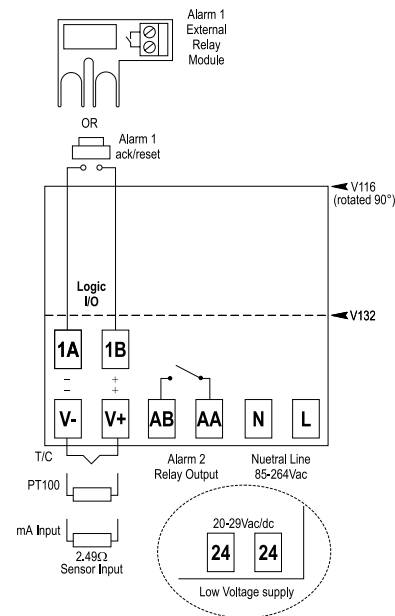 Alarm 1
External
Relay
Module
OR
Alarm 1
ack/reset
V116
(rotated 90°)
Logic
I/O
V132
1A 1B
– +
– +
V- V+ AB AA N L
T/C
Alarm 2
Relay Output
Nuetral Line
85-264Vac
PT100
mA Input
2.49Ω
Sensor Input
20-29Vac/dc
24 24
Low Voltage supply